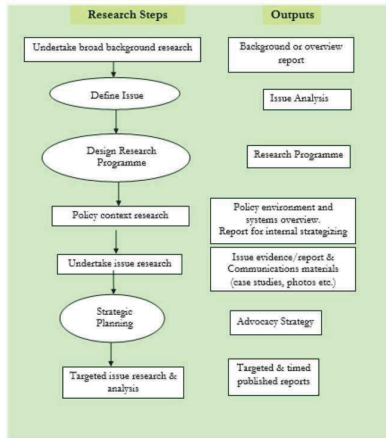 Research Steps
Outputs
Undertake broad background research
Background or overview
report
Define Issue
Issue Analysis
Design Research
Programme
Research Programme
Policy context research
Policy environment and
systems overview.
Report for internal strategizing
Undertake issue research
Issue evidence/report &
Communications materials
(case studies, photos etc.)
Strategic
Planning
Advocacy Strategy
Targeted issue research &
analysis
Targeted & timed
published reports